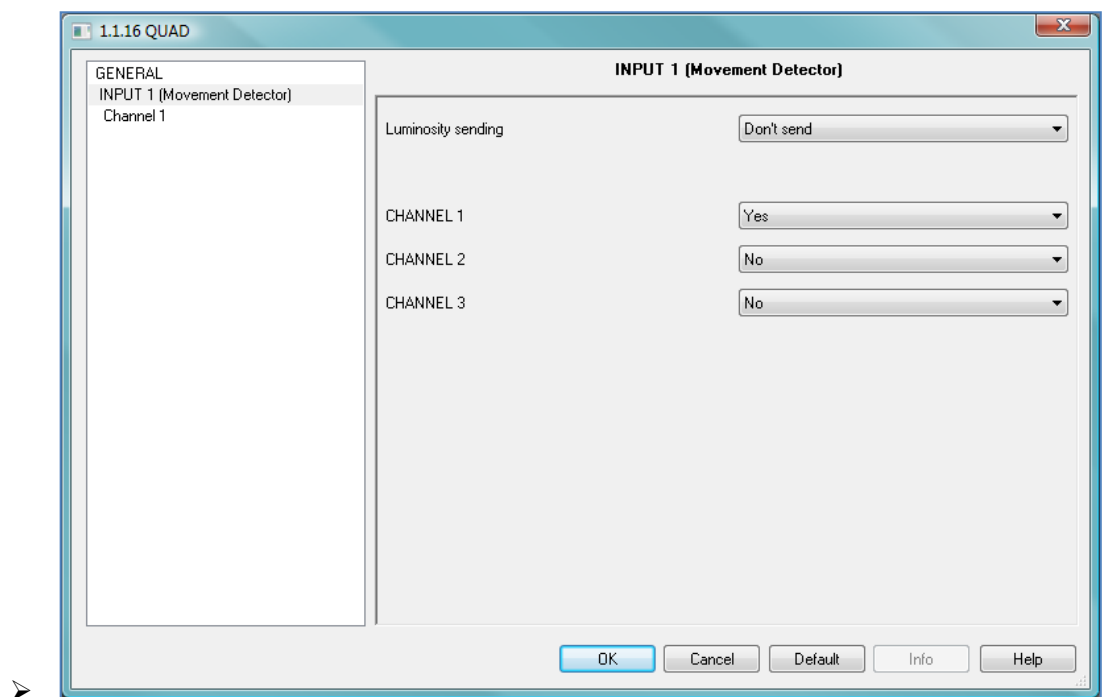 1.1.16 QUAD
GENERAL
INPUT 1 (Movement Detector)
Channel 1
INPUT 1 (Movement Detector)
Luminosity sending
Don't send
CHANNEL 1
Yes
CHANNEL 2
No
CHANNEL 3
No
OK
Cancel
Default
Info
Help